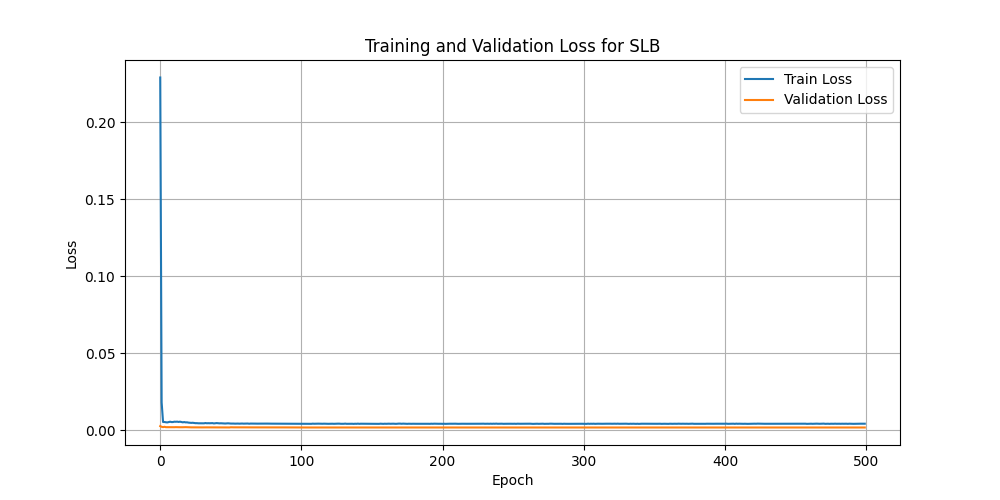 Training and Validation Loss for SLB
Train Loss
Validation Loss
Loss
0.20
0.15
0.10
0.05
0.00
0 100 200 300 400 500
Epoch